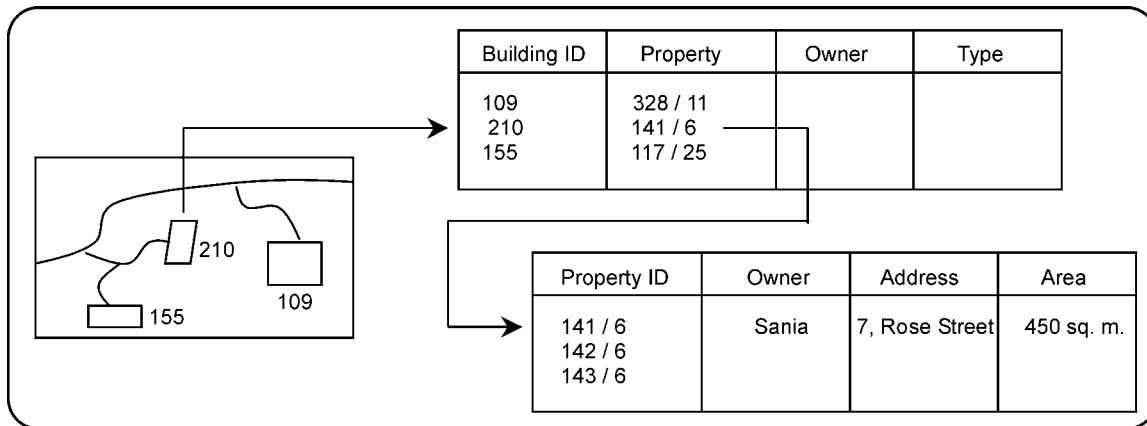 Building ID Property Owner Type
109 328 / 11
210 141 / 6
155 117 / 25
210
109
155
Property ID Owner Address Area
141 / 6 Sania 7, Rose Street 450 sq. m.
142 / 6
143 / 6